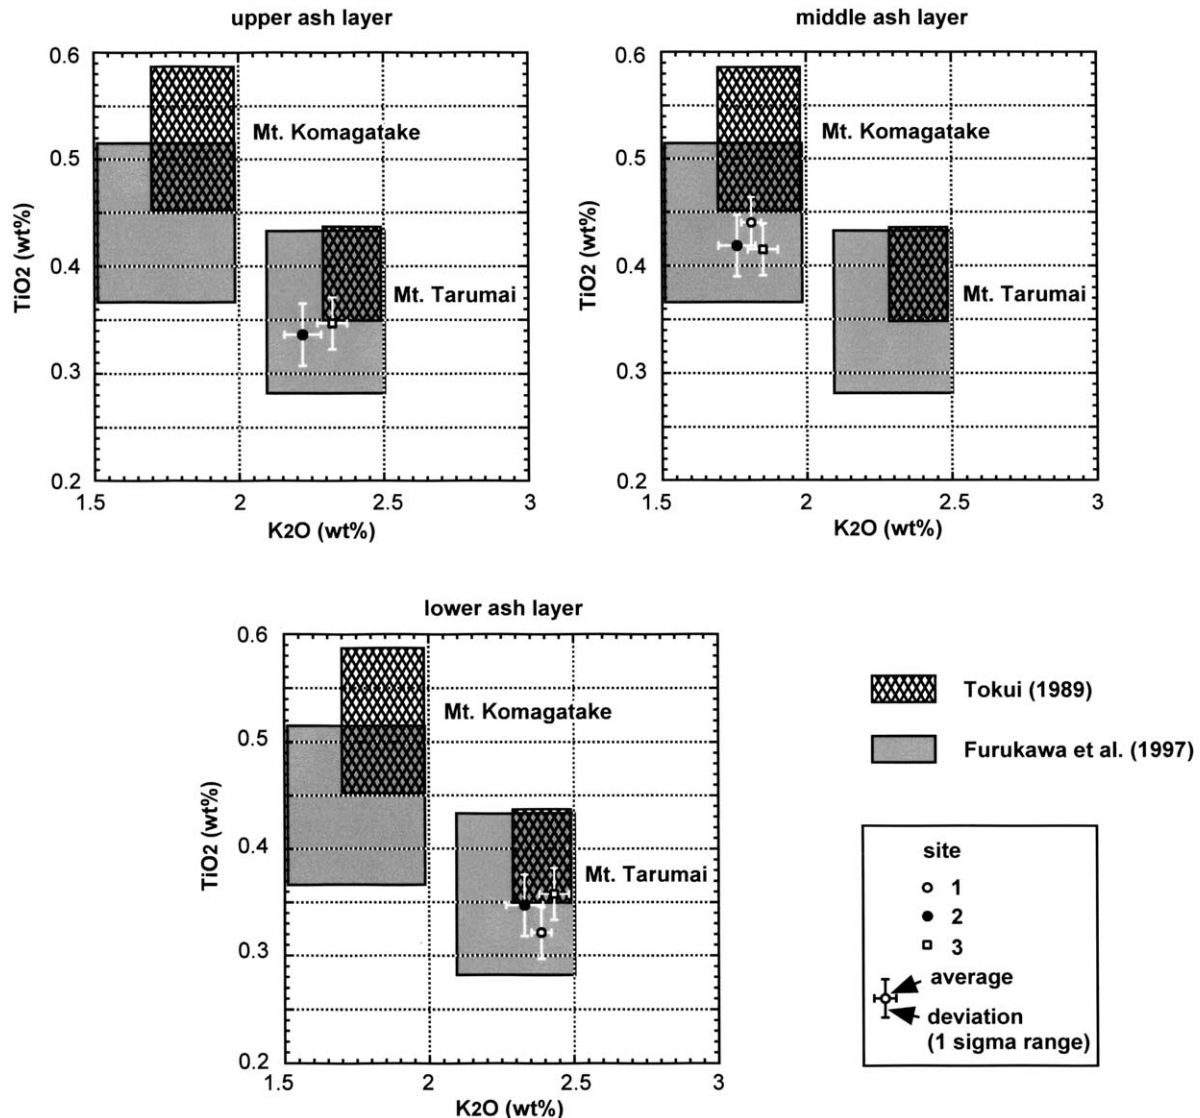 upper ash layer
0.6
0.5
0.4
0.3
0.2
TiO2 (wt%)
Mt. Komagatake
Mt. Tarumai
1.5
2
2.5
3
K2O (wt%)
middle ash layer
0.6
0.5
0.4
0.3
0.2
TiO2 (wt%)
Mt. Komagatake
Mt. Tarumai
1.5
2
2.5
3
K2O (wt%)
lower ash layer
0.6
0.5
0.4
0.3
0.2
TiO2 (wt%)
Mt. Komagatake
Mt. Tarumai
1.5
2
2.5
3
K2O (wt%)
Tokui (1989)
Furukawa et al. (1997)
site
1
2
3
average
deviation
(1 sigma range)